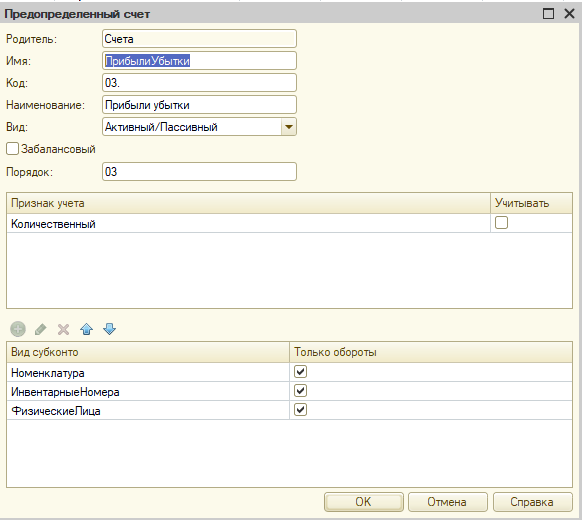 Предопределенный счет
Родитель: Счета
Имя: ПрибылиУбытки
Код: 03.
Наименование: Прибыли убытки
Вид: Активный/Пассивный
Забалансовый
Порядок: 03
Признак учета Учитывать
Количественный
Вид субконто Только обороты
Номенклатура
ИнвентарныеНомера
ФизическиеЛица
OK Отмена Справка